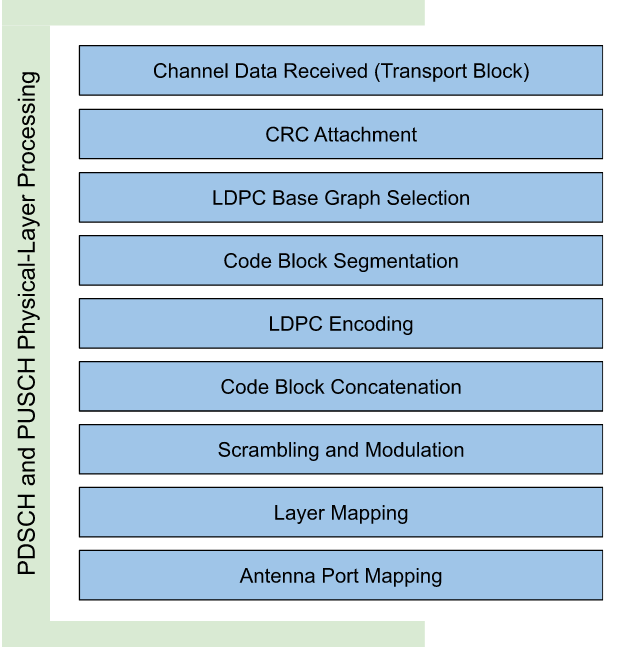 PDSCH and PUSCH Physical-Layer Processing
Channel Data Received (Transport Block)
CRC Attachment
LDPC Base Graph Selection
Code Block Segmentation
LDPC Encoding
Code Block Concatenation
Scrambling and Modulation
Layer Mapping
Antenna Port Mapping